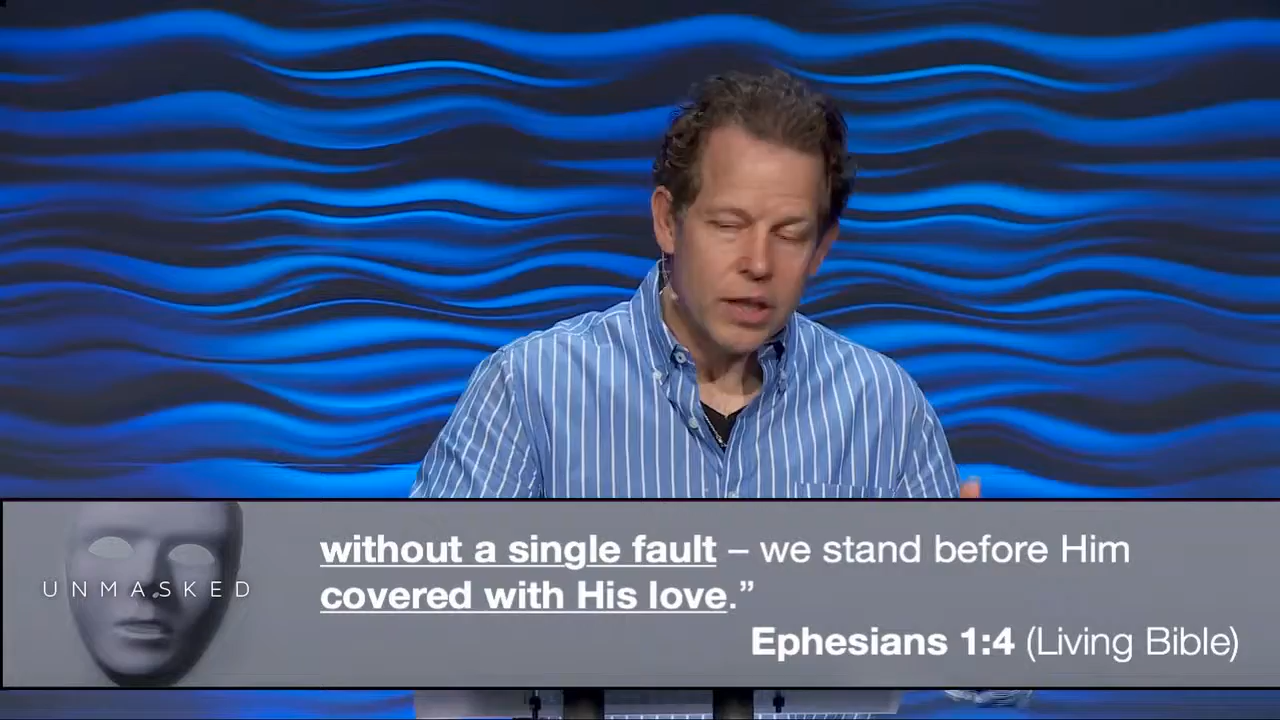 UNMASKED
without a single fault – we stand before Him
covered with His love.”
Ephesians 1:4 (Living Bible)